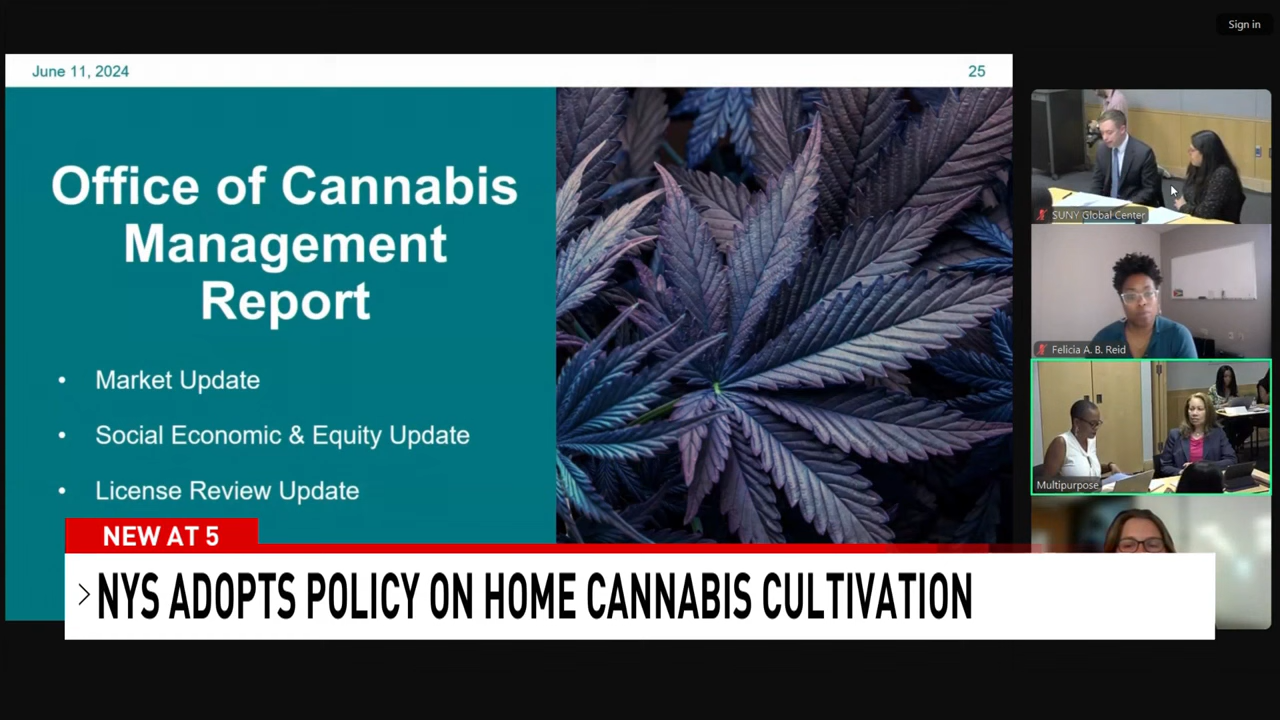 Sign in
June 11, 2024
25
Office of Cannabis
Management
Report
• Market Update
• Social Economic & Equity Update
• License Review Update
SUNY Global Center
Felicia A. B. Reid
Multipurpose
NEW AT 5
NYS ADOPTS POLICY ON HOME CANNABIS CULTIVATION